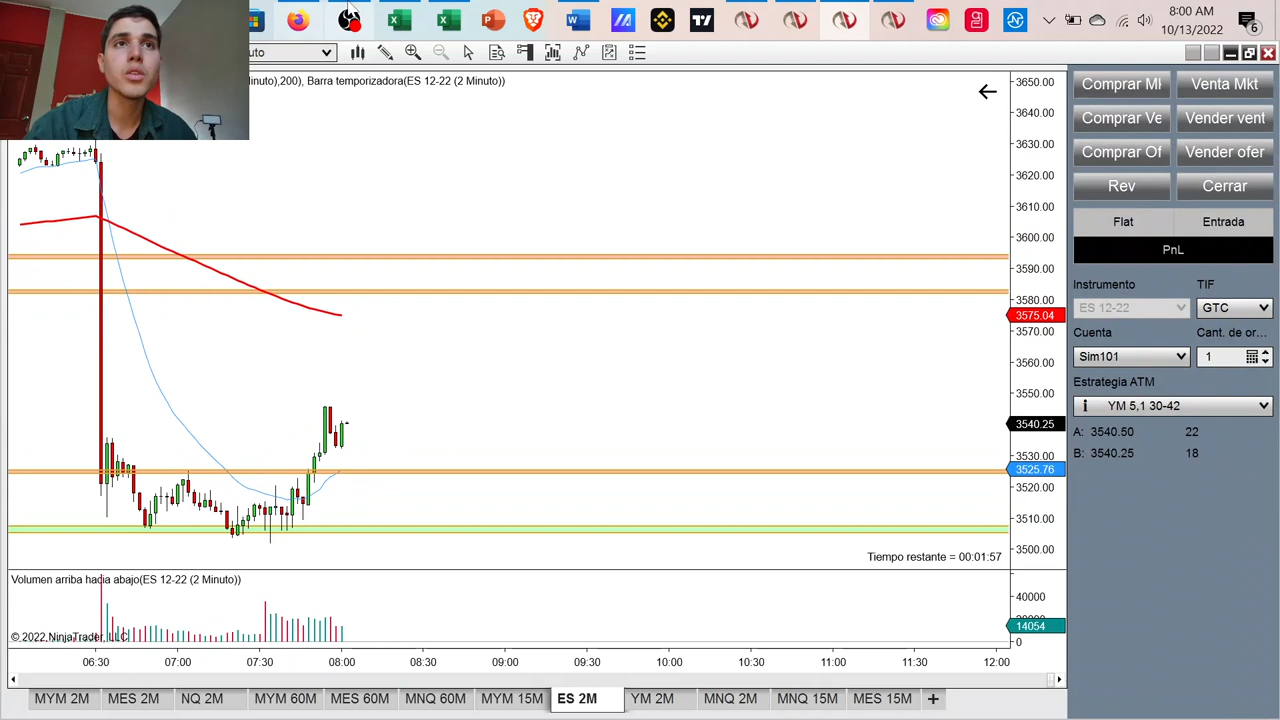 8:00 AM
10/13/2022
6
uto
inuto),200), Barra temporizadora(ES 12-22 (2 Minuto))
3650.00
3640.00
3630.00
3620.00
3610.00
3600.00
3590.00
3580.00
3575.04
3570.00
3560.00
3550.00
3540.25
3530.00
3525.76
3520.00
3510.00
3500.00
Tiempo restante = 00:01:57
Volumen arriba hacia abajo(ES 12-22 (2 Minuto))
40000
14054
0
© 2022 NinjaTrader, LLC
06:30 07:00 07:30 08:00 08:30 09:00 09:30 10:00 10:30 11:00 11:30 12:00
MYM 2M MES 2M NQ 2M MYM 60M MES 60M MNQ 60M MYM 15M ES 2M YM 2M MNQ 2M MNQ 15M MES 15M +
Comprar Venta Mkt
Comprar Ve Vender vent
Comprar Of Vender ofer
Rev Cerrar
Flat Entrada
PnL
Instrumento TIF
ES 12-22 GTC
Cuenta Cant. de or...
Sim101 1
Estrategia ATM
YM 5,1 30-42
A: 3540.50 22
B: 3540.25 18